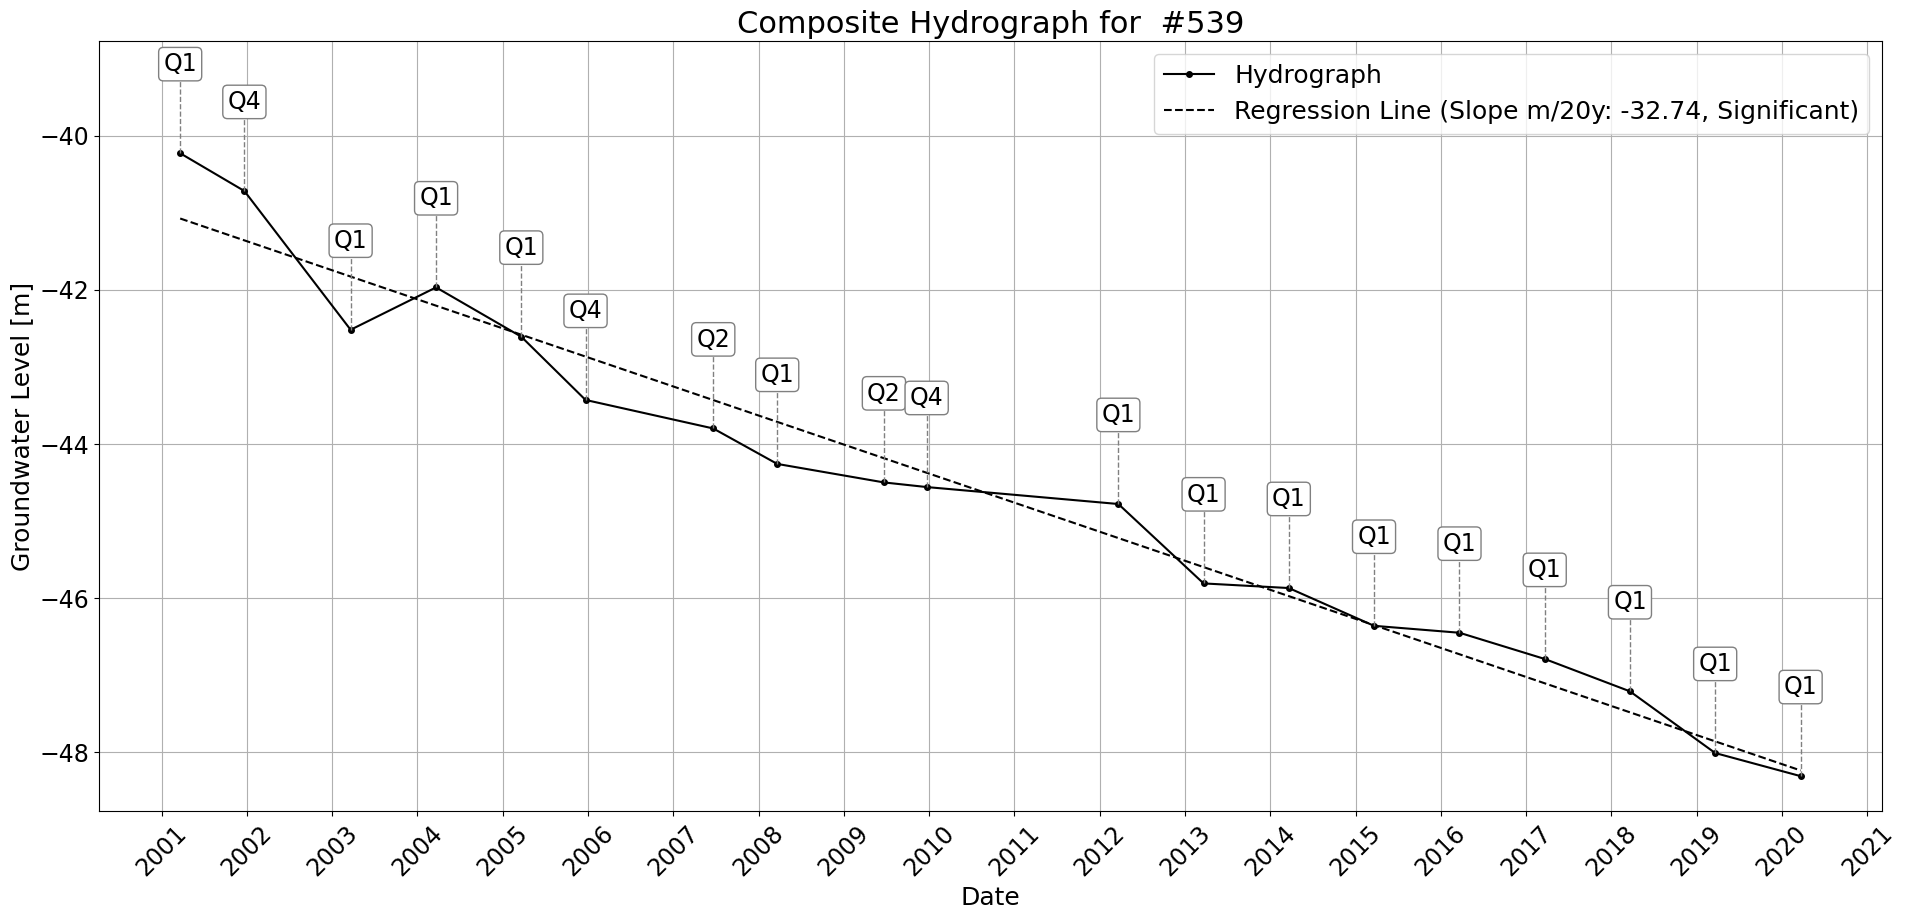 Composite Hydrograph for  #539
Hydrograph
Regression Line (Slope m/20y: -32.74, Significant)
Q1
Q4
Q1
Q1
Q1
Q4
Q2
Q1
Q2
Q4
Q1
Q1
Q1
Q1
Q1
Q1
Q1
Q1
Q1
Groundwater Level [m]
−40
−42
−44
−46
−48
2001
2002
2003
2004
2005
2006
2007
2008
2009
2010
2011
2012
2013
2014
2015
2016
2017
2018
2019
2020
2021
Date